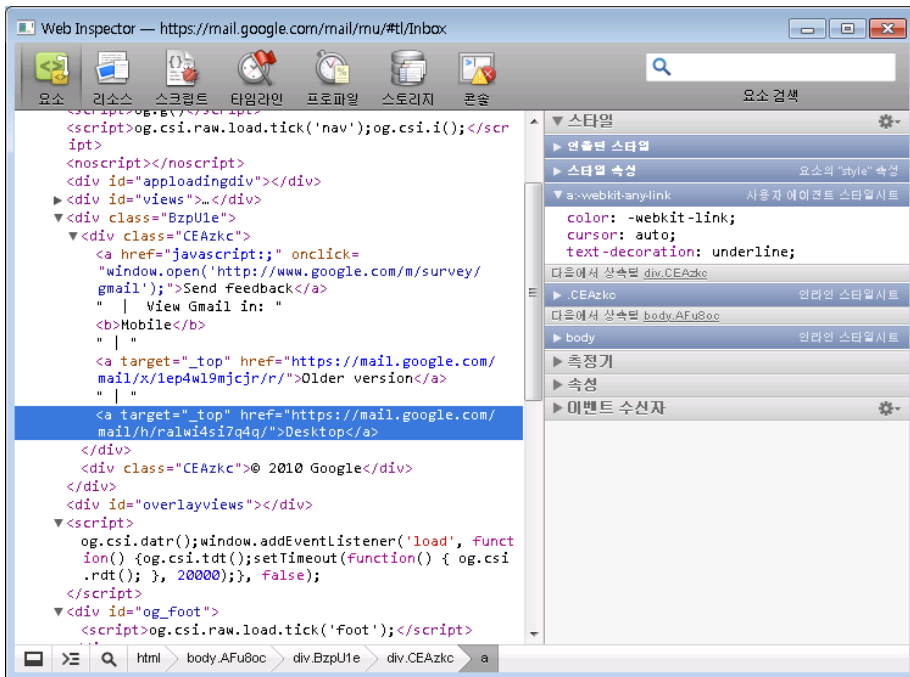 Web Inspector — https://mail.google.com/mail/mu/#tl/Inbox
요소 리소스 스크립트 타임라인 프로파일 스토리지 콘솔 요소 검색
<script>og.g()</script>
<script>og.csi.raw.load.tick('nav');og.csi.i();</scr
ipt>
<noscript></noscript>
<div id="apploadingdiv"></div>
▶<div id="views">…</div>
▼<div class="BzpU1e">
▼<div class="CEAzkc">
<a href="javascript:;" onclick=
"window.open('http://www.google.com/m/survey/
gmail');">Send feedback</a>
"  |  View Gmail in: "
<b>Mobile</b>
" | "
<a target="_top" href="https://mail.google.com/
mail/x/1ep4wl9mjcjr/r/">Older version</a>
" | "
<a target="_top" href="https://mail.google.com/
mail/h/ralwi4si7q4q/">Desktop</a>
</div>
<div class="CEAzkc">© 2010 Google</div>
</div>
<div id="overlayviews"></div>
▼<script>
og.csi.datr();window.addEventListener('load', funct
ion() {og.csi.tdt();setTimeout(function() { og.csi
.rdt(); }, 20000);}, false);
</script>
▼<div id="og_foot">
<script>og.csi.raw.load.tick('foot');</script>
▼스타일
▶ 연출된 스타일
▶ 스타일 속성 요소의 "style" 속성
▼ a:-webkit-any-link 사용자 에이전트 스타일시트
color: -webkit-link;
cursor: auto;
text-decoration: underline;
다음에서 상속됨 div.CEAzkc
▶ .CEAzkc 인라인 스타일시트
다음에서 상속됨 body.AFu8oc
▶ body 인라인 스타일시트
▶측정기
▶속성
▶이벤트 수신자
html body.AFu8oc div.BzpU1e div.CEAzkc a